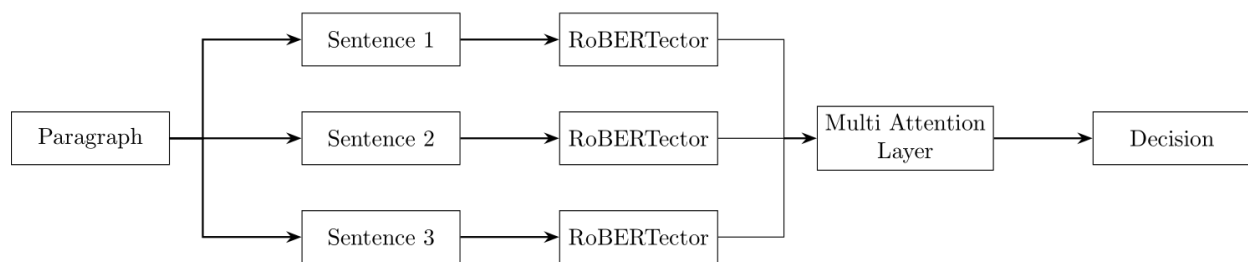 Sentence 1
RoBERTector
Paragraph
Sentence 2
RoBERTector
Multi Attention
Layer
Decision
Sentence 3
RoBERTector